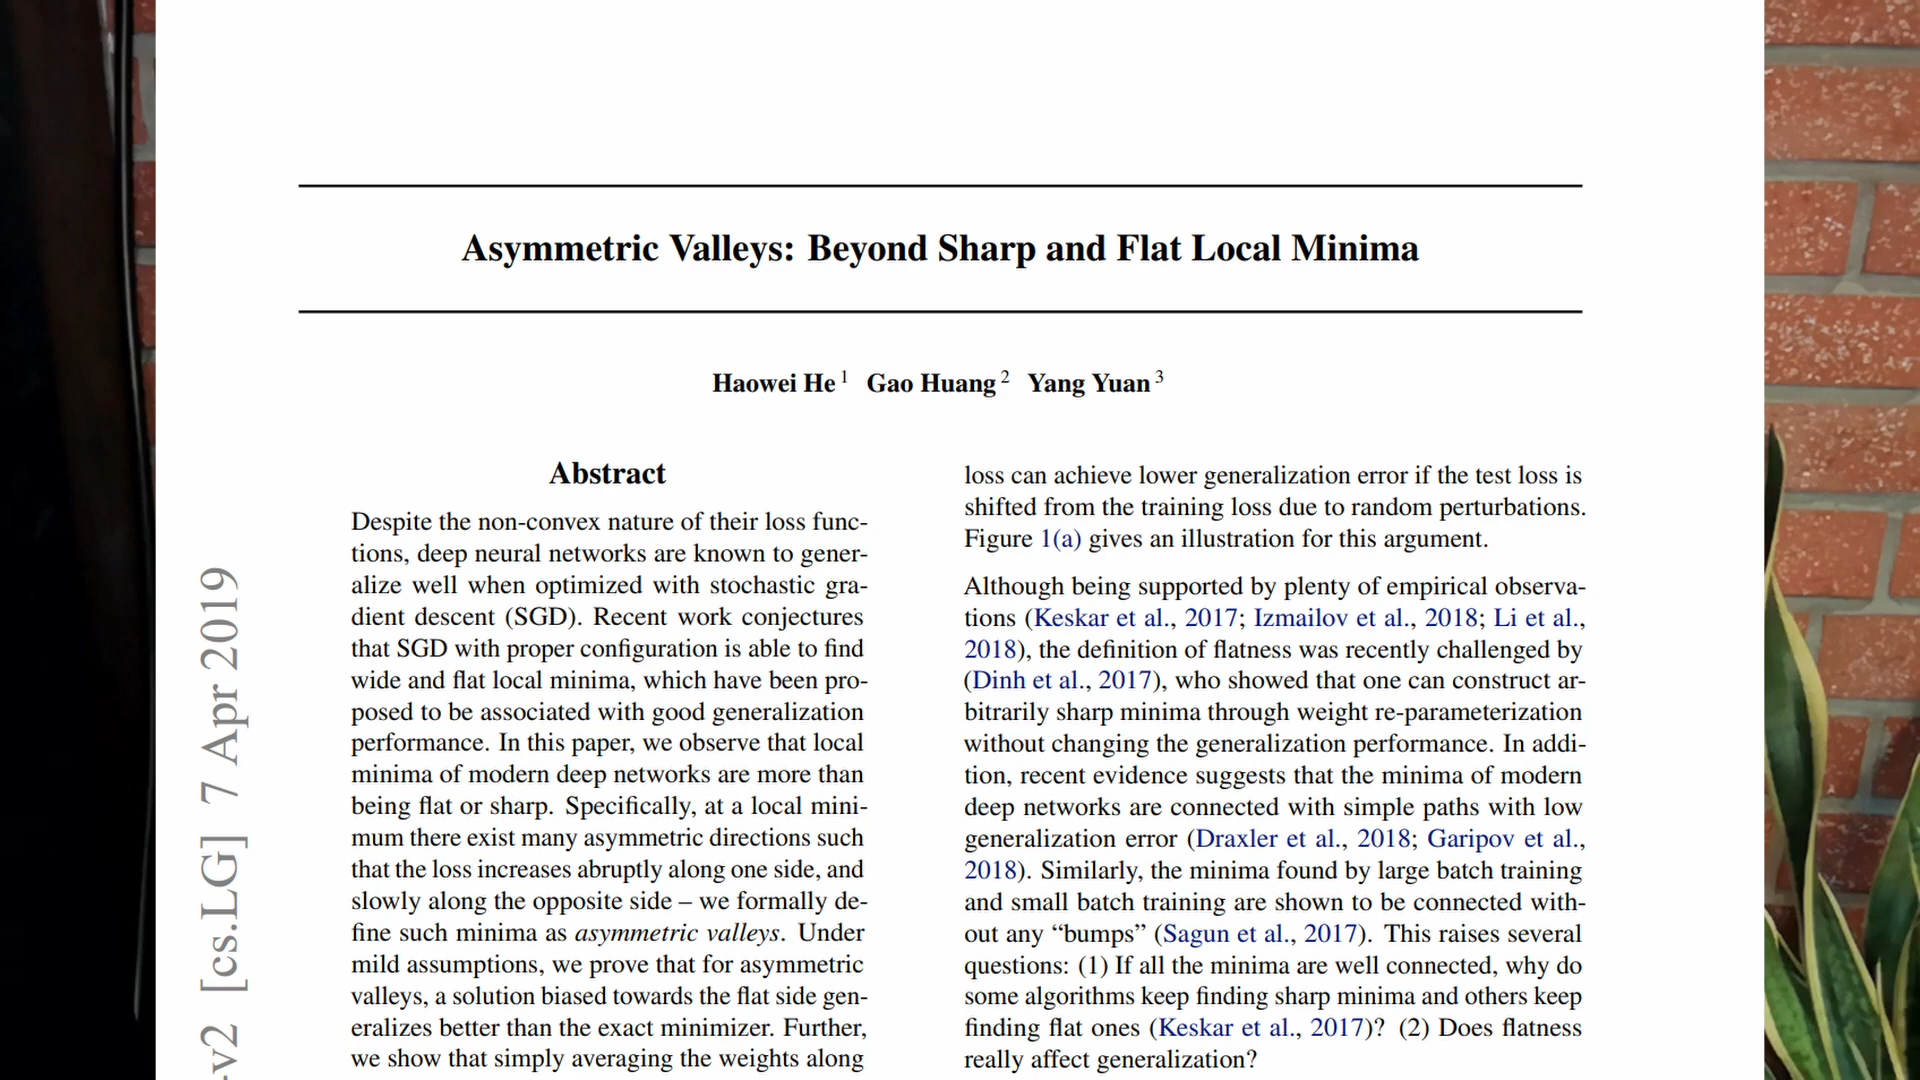 Asymmetric Valleys: Beyond Sharp and Flat Local Minima
Haowei He 1 Gao Huang 2 Yang Yuan 3
Abstract
Despite the non-convex nature of their loss func-
tions, deep neural networks are known to gener-
alize well when optimized with stochastic gra-
dient descent (SGD). Recent work conjectures
that SGD with proper configuration is able to find
wide and flat local minima, which have been pro-
posed to be associated with good generalization
performance. In this paper, we observe that local
minima of modern deep networks are more than
being flat or sharp. Specifically, at a local mini-
mum there exist many asymmetric directions such
that the loss increases abruptly along one side, and
slowly along the opposite side – we formally de-
fine such minima as asymmetric valleys. Under
mild assumptions, we prove that for asymmetric
valleys, a solution biased towards the flat side gen-
eralizes better than the exact minimizer. Further,
we show that simply averaging the weights along
loss can achieve lower generalization error if the test loss is
shifted from the training loss due to random perturbations.
Figure 1(a) gives an illustration for this argument.
Although being supported by plenty of empirical observa-
tions (Keskar et al., 2017; Izmailov et al., 2018; Li et al.,
2018), the definition of flatness was recently challenged by
(Dinh et al., 2017), who showed that one can construct ar-
bitrarily sharp minima through weight re-parameterization
without changing the generalization performance. In addi-
tion, recent evidence suggests that the minima of modern
deep networks are connected with simple paths with low
generalization error (Draxler et al., 2018; Garipov et al.,
2018). Similarly, the minima found by large batch training
and small batch training are shown to be connected with-
out any “bumps” (Sagun et al., 2017). This raises several
questions: (1) If all the minima are well connected, why do
some algorithms keep finding sharp minima and others keep
finding flat ones (Keskar et al., 2017)? (2) Does flatness
really affect generalization?
v2 [cs.LG] 7 Apr 2019